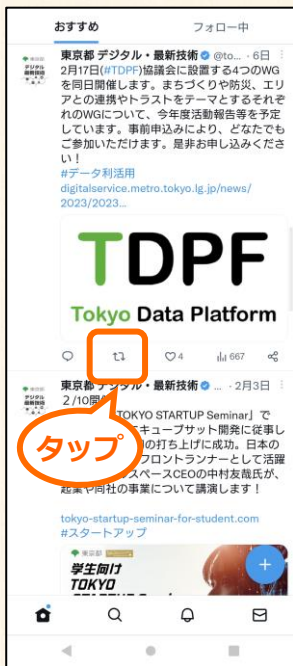 おすすめ
フォロー中
東京都 デジタル・最新技術 @to... · 6日
2月17日(#TDPF)協議会に設置する4つのWG
を同日開催します。まちづくりや防災、エリ
アとの連携やトラストをテーマとするそれぞ
れのWGについて、今年度活動報告等を予定
しています。事前申込みにより、どなたでも
ご参加いただけます。是非お申し込みくださ
い！
#データ利活用
digitalservice.metro.tokyo.lg.jp/news/
2023/2023...
TDPF
Tokyo Data Platform
4
667
東京都 デジタル・最新技術 ... · 2月3日
2/10開
TOKYO STARTUP Seminar」で
キューブサット開発に従事し
の打ち上げに成功。日本の
フロントランナーとして活躍
スペースCEOの中村友哉氏が、
起業や同社の事業について講演します！
タップ
tokyo-startup-seminar-for-student.com
#スタートアップ
東京都
学生向け
TOKYO